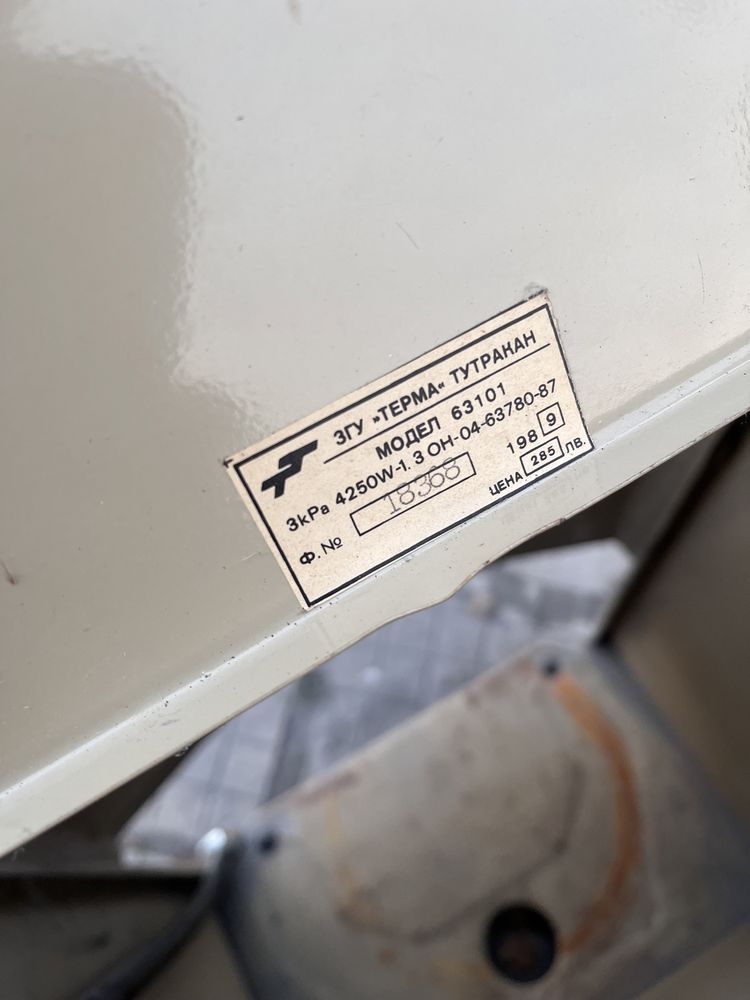 ЗГУ „ТЕРМА“ ТУТРАКАН
МОДЕЛ 63101
3kPa 4250W-1.3 ОН-04-63780-87
Ф.№ 18368 198 9
ЦЕНА 285 ЛВ.